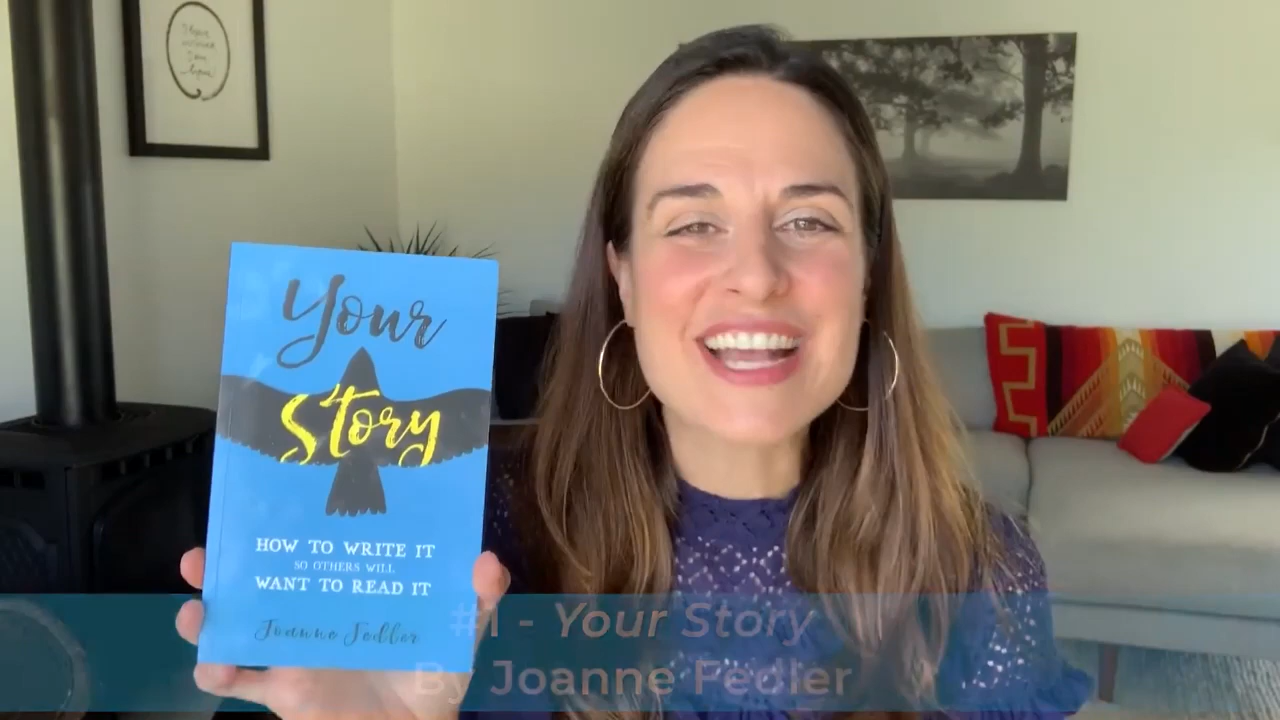 Your
Story
HOW TO WRITE IT
SO OTHERS WILL
WANT TO READ IT
Joanne Fedler
#1 - Your Story
By Joanne Fedler